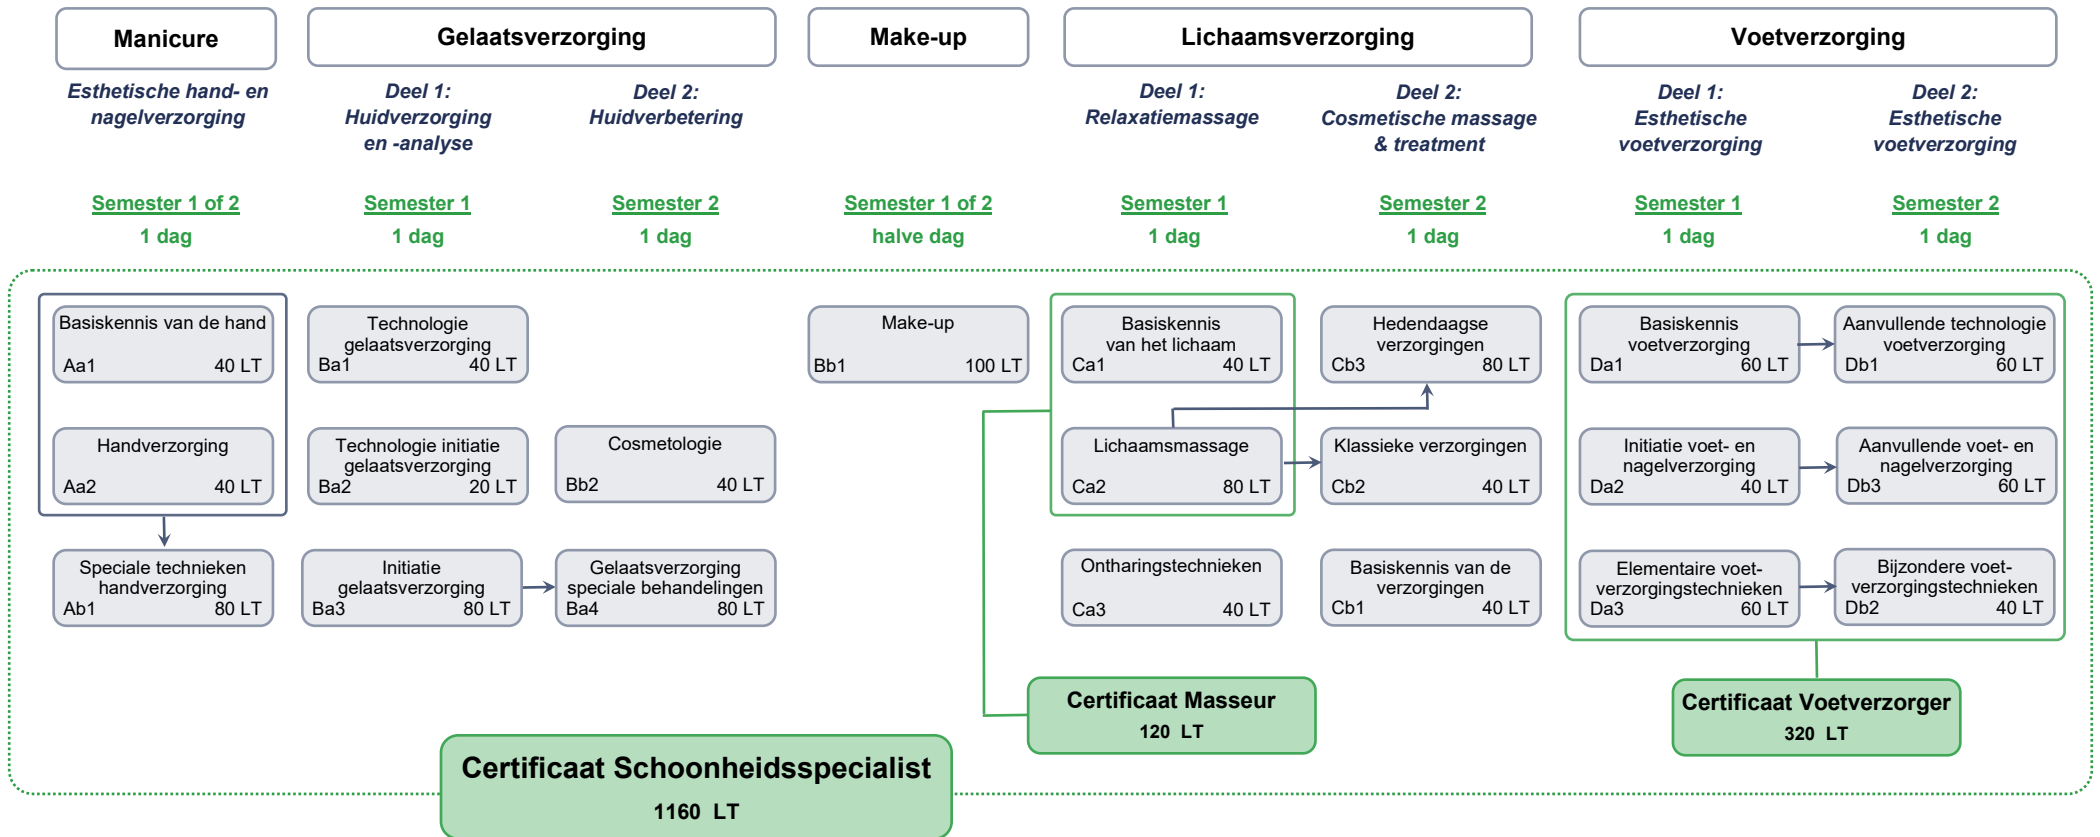 Manicure
Gelaatsverzorging
Make-up
Lichaamsverzorging
Voetverzorging
Esthetische hand- en
nagelverzorging
Deel 1:
Huidverzorging
en -analyse
Deel 2:
Huidverbetering
Deel 1:
Relaxatiemassage
Deel 2:
Cosmetische massage
& treatment
Deel 1:
Esthetische
voetverzorging
Deel 2:
Esthetische
voetverzorging
Semester 1 of 2
1 dag
Semester 1
1 dag
Semester 2
1 dag
Semester 1 of 2
halve dag
Semester 1
1 dag
Semester 2
1 dag
Semester 1
1 dag
Semester 2
1 dag
Basiskennis van de hand
Aa1 40 LT
Technologie
gelaatsverzorging
Ba1 40 LT
Make-up
Bb1 100 LT
Basiskennis
van het lichaam
Ca1 40 LT
Hedendaagse
verzorgingen
Cb3 80 LT
Basiskennis
voetverzorging
Da1 60 LT
Aanvullende technologie
voetverzorging
Db1 60 LT
Handverzorging
Aa2 40 LT
Technologie initiatie
gelaatsverzorging
Ba2 20 LT
Cosmetologie
Bb2 40 LT
Lichaamsmassage
Ca2 80 LT
Klassieke verzorgingen
Cb2 40 LT
Initiatie voet- en
nagelverzorging
Da2 40 LT
Aanvullende voet- en
nagelverzorging
Db3 60 LT
Speciale technieken
handverzorging
Ab1 80 LT
Initiatie
gelaatsverzorging
Ba3 80 LT
Gelaatsverzorging
speciale behandelingen
Ba4 80 LT
Ontharingstechnieken
Ca3 40 LT
Basiskennis van de
verzorgingen
Cb1 40 LT
Elementaire voet-
verzorgingstechnieken
Da3 60 LT
Bijzondere voet-
verzorgingstechnieken
Db2 40 LT
Certificaat Masseur
120 LT
Certificaat Voetverzorger
320 LT
Certificaat Schoonheidsspecialist
1160 LT